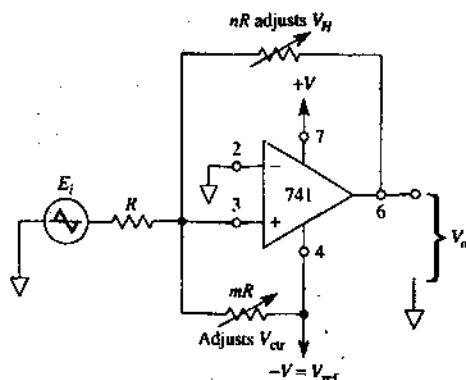 nR adjusts V_H
+V
7
2
−
741
E_i
R
3
+
6
4
V_o
mR
Adjusts V_ctr
−V = V_ref